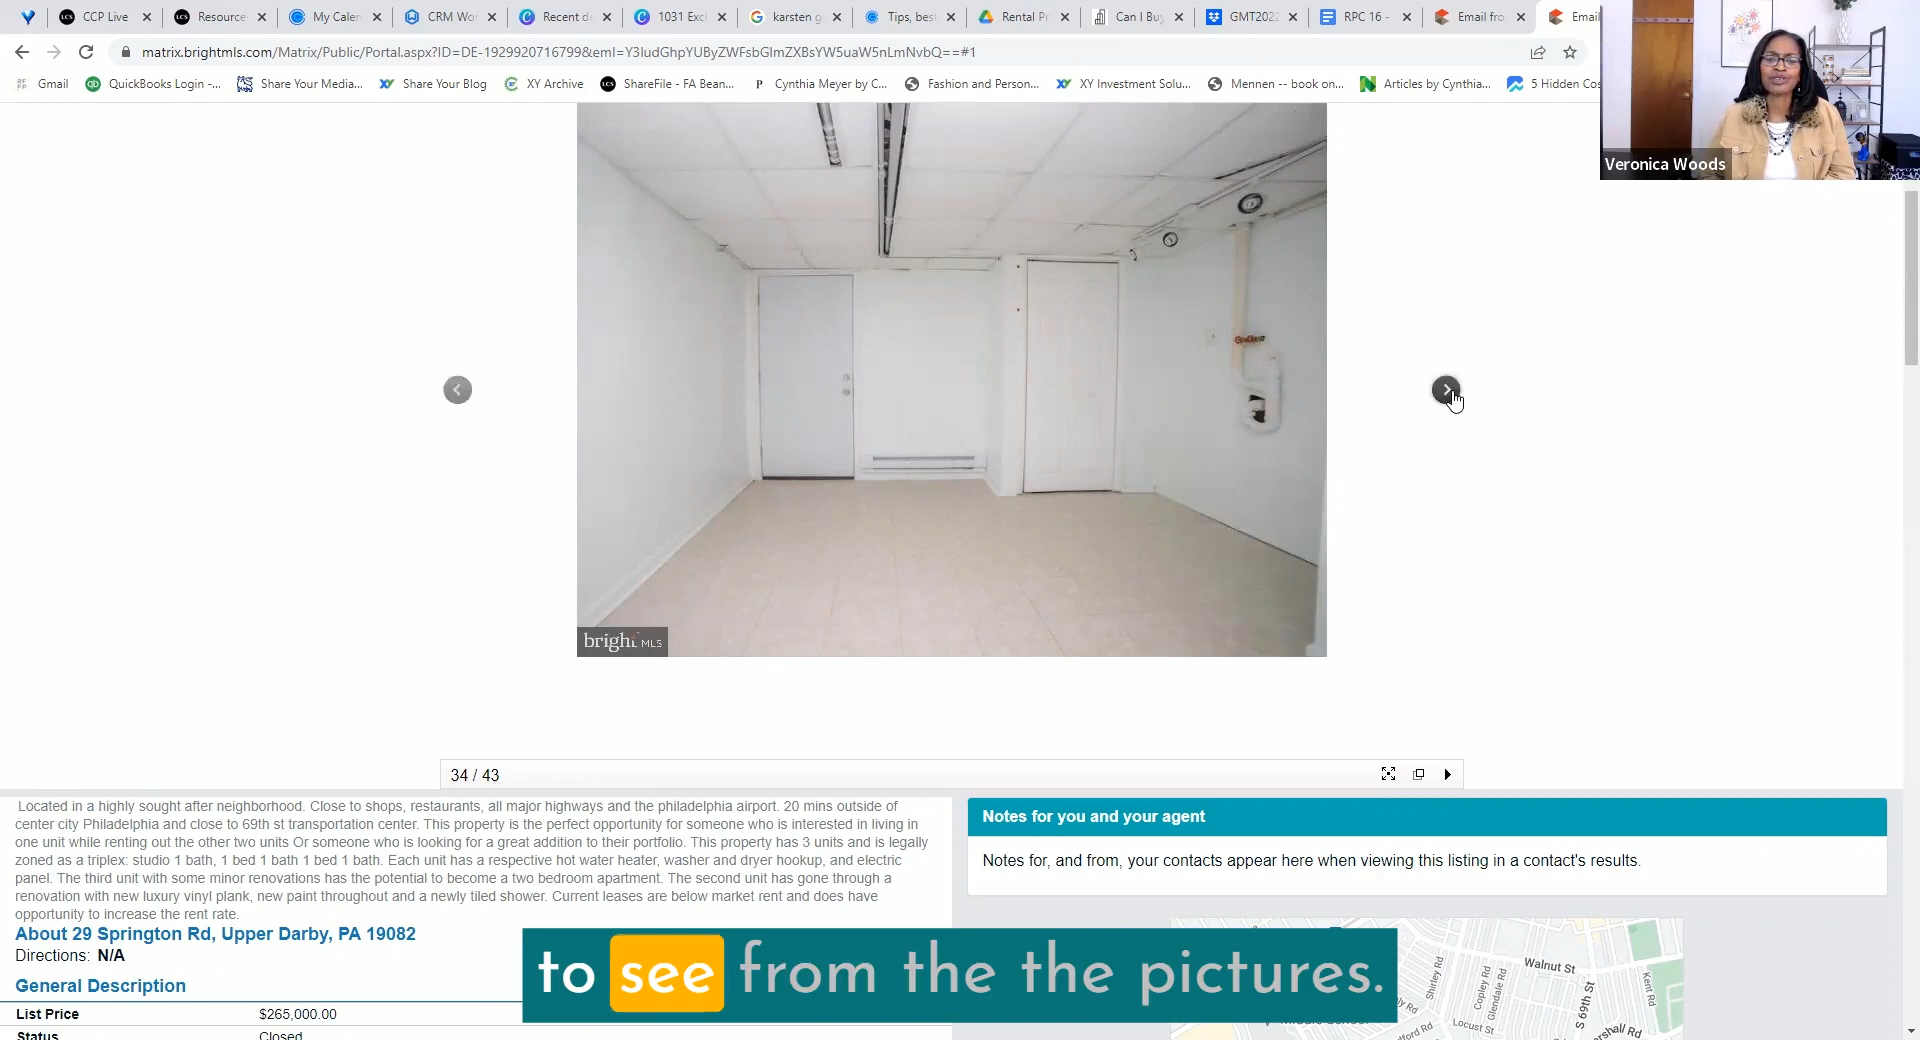 CCP Live
Resource
My Calen
CRM Wo
Recent de
1031 Exc
karsten g
Tips, best
Rental Pr
Can I Buy
GMT202
RPC 16 -
Email fro
Email
matrix.brightmls.com/Matrix/Public/Portal.aspx?ID=DE-1929920716799&eml=Y3ludGhpYUByZWFsbGlmZXBsYW5uaW5nLmNvbQ==#1
Gmail
QuickBooks Login -...
Share Your Media...
Share Your Blog
XY Archive
ShareFile - FA Bean...
Cynthia Meyer by C...
Fashion and Person...
XY Investment Solu...
Mennen -- book on...
Articles by Cynthia...
5 Hidden Cos
Veronica Woods
bright MLS
34 / 43
Located in a highly sought after neighborhood. Close to shops, restaurants, all major highways and the philadelphia airport. 20 mins outside of
center city Philadelphia and close to 69th st transportation center. This property is the perfect opportunity for someone who is interested in living in
one unit while renting out the other two units Or someone who is looking for a great addition to their portfolio. This property has 3 units and is legally
zoned as a triplex: studio 1 bath, 1 bed 1 bath 1 bed 1 bath. Each unit has a respective hot water heater, washer and dryer hookup, and electric
panel. The third unit with some minor renovations has the potential to become a two bedroom apartment. The second unit has gone through a
renovation with new luxury vinyl plank, new paint throughout and a newly tiled shower. Current leases are below market rent and does have
opportunity to increase the rent rate.
About 29 Springton Rd, Upper Darby, PA 19082
Directions: N/A
General Description
List Price $265,000.00
Status Closed
Notes for you and your agent
Notes for, and from, your contacts appear here when viewing this listing in a contact's results.
Walnut St
Shirley Rd
Copley Rd
Glendale Rd
S 69th St
Kent Rd
Locust St
Marshall Rd
to see from the the pictures.